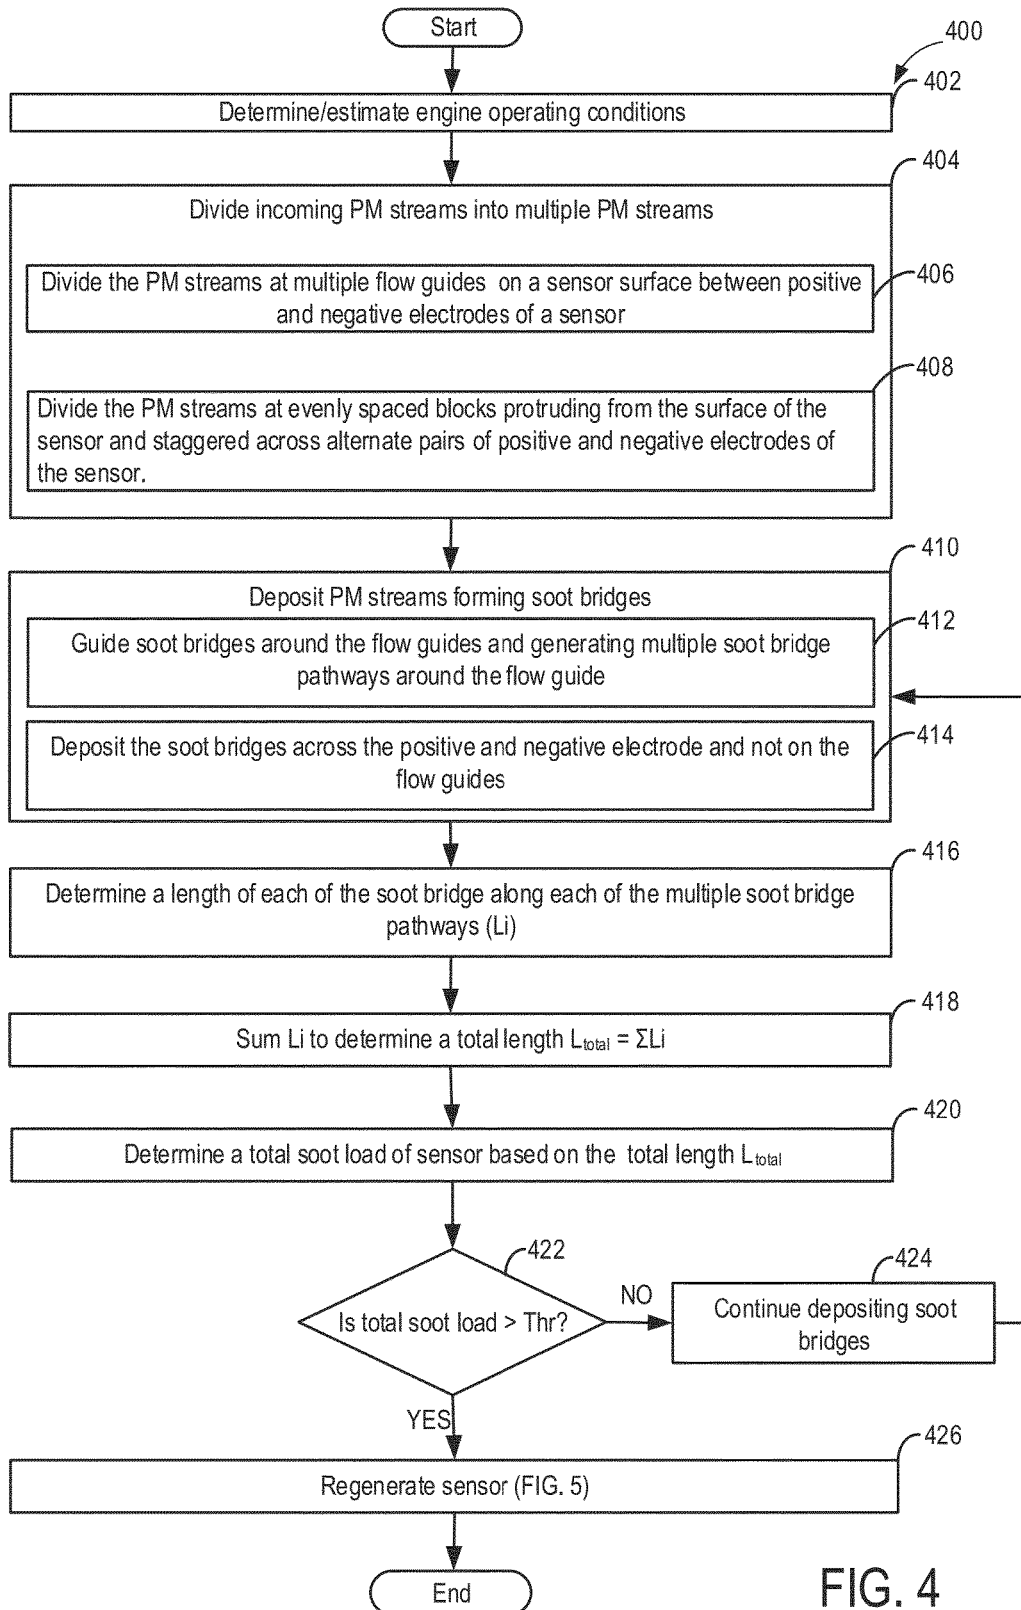 Start
400
402
Determine/estimate engine operating conditions
404
Divide incoming PM streams into multiple PM streams
406
Divide the PM streams at multiple flow guides on a sensor surface between positive
and negative electrodes of a sensor
408
Divide the PM streams at evenly spaced blocks protruding from the surface of the
sensor and staggered across alternate pairs of positive and negative electrodes of
the sensor.
410
Deposit PM streams forming soot bridges
412
Guide soot bridges around the flow guides and generating multiple soot bridge
pathways around the flow guide
414
Deposit the soot bridges across the positive and negative electrode and not on the
flow guides
416
Determine a length of each of the soot bridge along each of the multiple soot bridge
pathways (Li)
418
Sum Li to determine a total length Ltotal = ΣLi
420
Determine a total soot load of sensor based on the total length Ltotal
422
Is total soot load > Thr?
NO
424
Continue depositing soot
bridges
YES
426
Regenerate sensor (FIG. 5)
End
FIG. 4